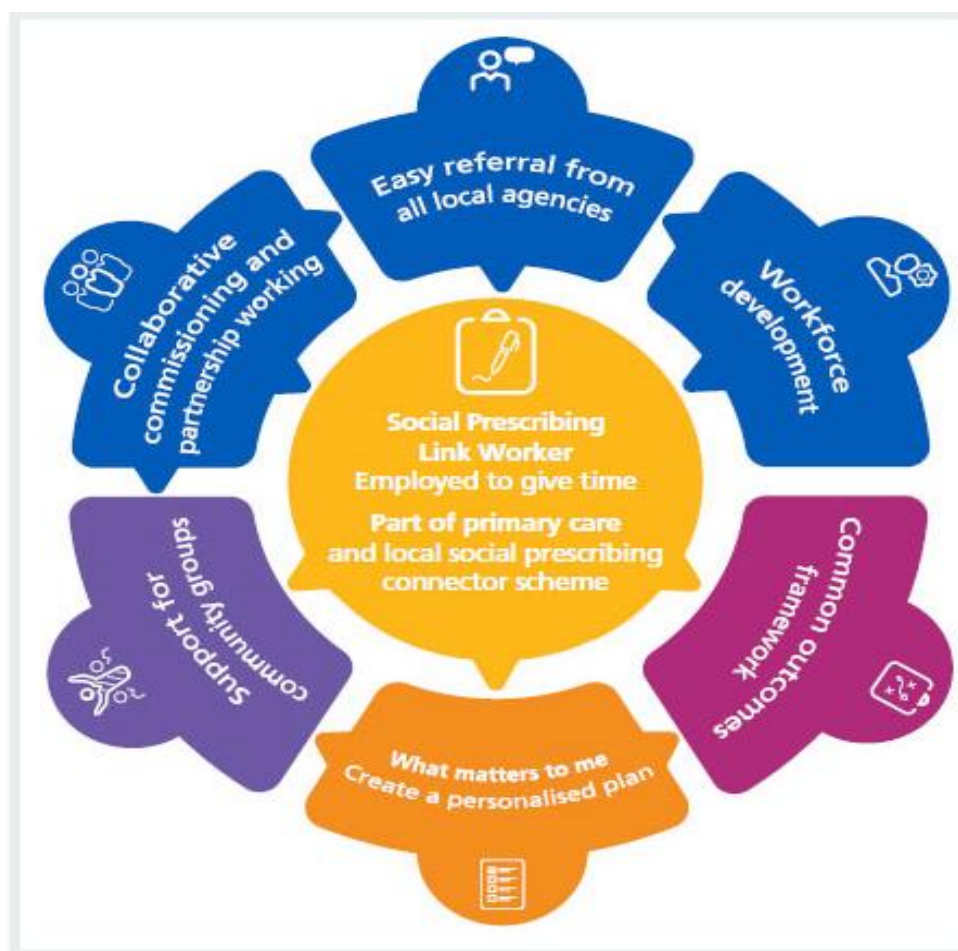 Easy referral from
all local agencies
Workforce
development
Common outcomes
framework
What matters to me
Create a personalised plan
Support for
community groups
Collaborative
commissioning and
partnership working
Social Prescribing
Link Worker
Employed to give time
Part of primary care
and local social prescribing
connector scheme